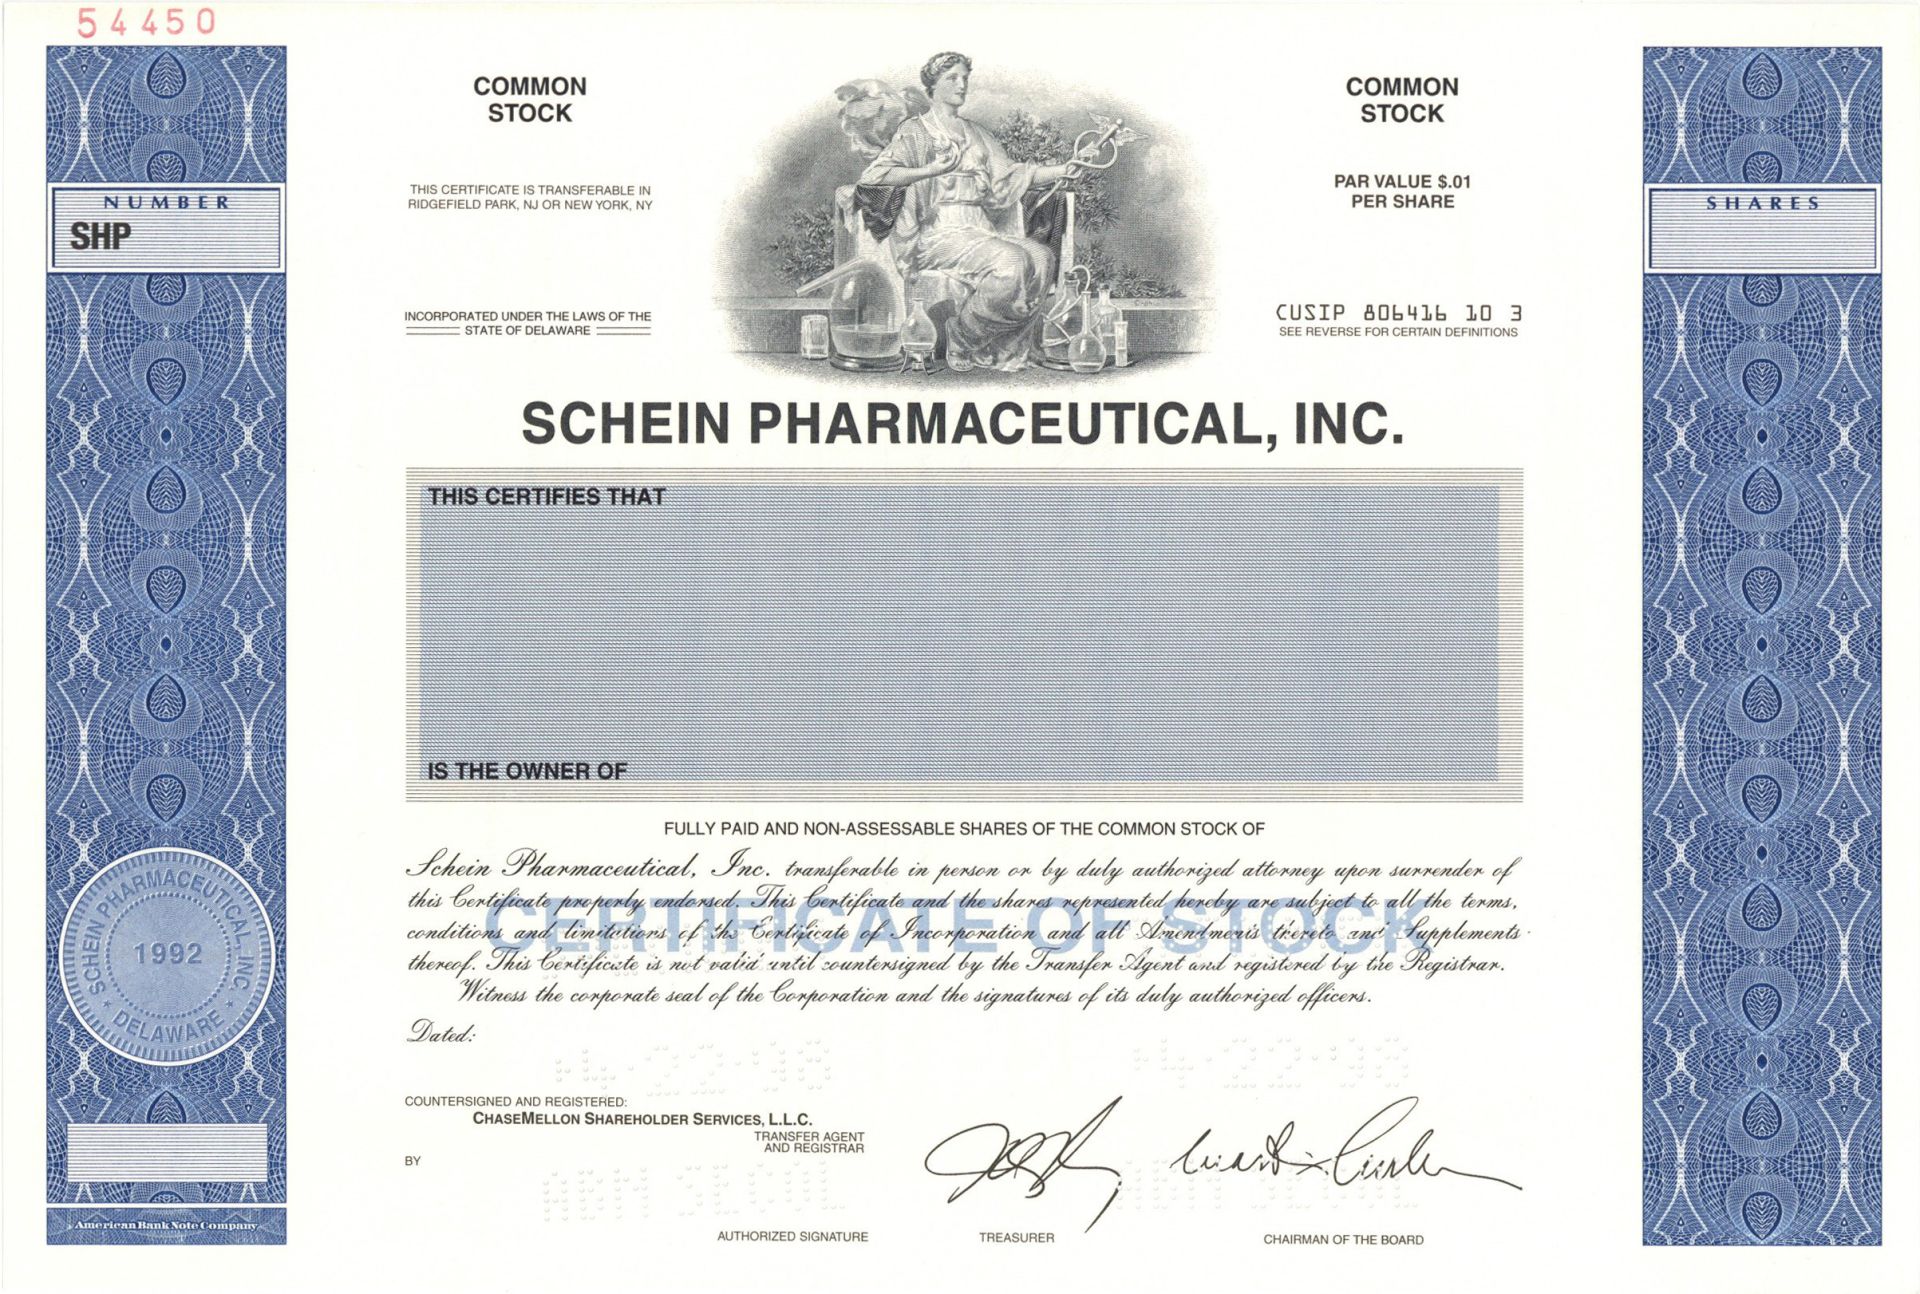 54450
COMMON
STOCK
COMMON
STOCK
THIS CERTIFICATE IS TRANSFERABLE IN
RIDGEFIELD PARK, NJ OR NEW YORK, NY
PAR VALUE $.01
PER SHARE
NUMBER
SHP
SHARES
INCORPORATED UNDER THE LAWS OF THE
STATE OF DELAWARE
CUSIP 806416 10 3
SEE REVERSE FOR CERTAIN DEFINITIONS
SCHEIN PHARMACEUTICAL, INC.
THIS CERTIFIES THAT
IS THE OWNER OF
FULLY PAID AND NON-ASSESSABLE SHARES OF THE COMMON STOCK OF
Schein Pharmaceutical, Inc. transferable in person or by duly authorized attorney upon surrender of
this Certificate properly endorsed. This Certificate and the shares represented hereby are subject to all the terms,
CERTIFICATE OF STOCK
conditions and limitations of the Certificate of Incorporation and all Amendments thereto and Supplements
thereof. This Certificate is not valid until countersigned by the Transfer Agent and registered by the Registrar.
Witness the corporate seal of the Corporation and the signatures of its duly authorized officers.
Dated:
SCHEIN PHARMACEUTICAL, INC.
1992
DELAWARE
4-22-98
4-22-98
COUNTERSIGNED AND REGISTERED:
CHASEMELLON SHAREHOLDER SERVICES, L.L.C.
TRANSFER AGENT
AND REGISTRAR
BY
AUTHORIZED SIGNATURE
TREASURER
CHAIRMAN OF THE BOARD
American Bank Note Company